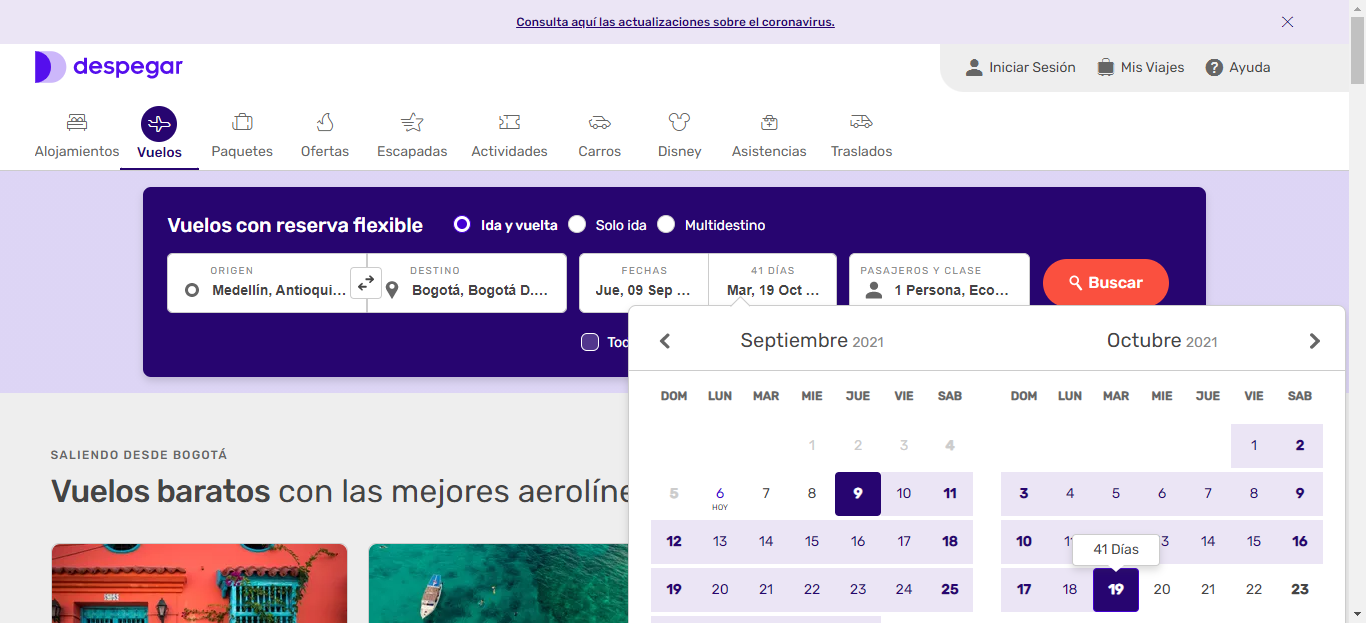 Consulta aquí las actualizaciones sobre el coronavirus.
despegar
Iniciar Sesión Mis Viajes ? Ayuda
Alojamientos Vuelos Paquetes Ofertas Escapadas Actividades Carros Disney Asistencias Traslados
Vuelos con reserva flexible Ida y vuelta Solo ida Multidestino
ORIGEN DESTINO FECHAS 41 DÍAS PASAJEROS Y CLASE
Medellín, Antioqui... Bogotá, Bogotá D.... Jue, 09 Sep ... Mar, 19 Oct ... 1 Persona, Eco... Buscar
Septiembre 2021 Octubre 2021
DOM LUN MAR MIE JUE VIE SAB DOM LUN MAR MIE JUE VIE SAB
1 2 3 4 1 2
5 6 7 8 9 10 11 3 4 5 6 7 8 9
HOY
12 13 14 15 16 17 18 10 14 15 16
41 Días
19 20 21 22 23 24 25 17 18 19 20 21 22 23
SALIENDO DESDE BOGOTÁ
Vuelos baratos con las mejores aerolíne